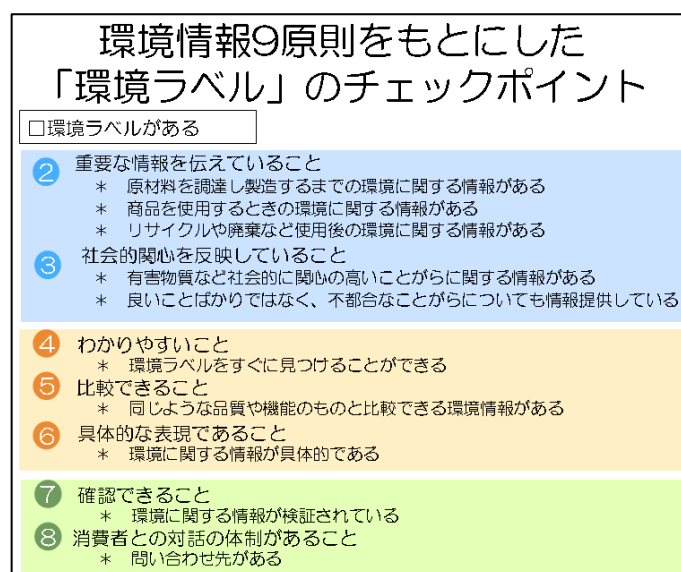 環境情報9原則をもとにした
「環境ラベル」のチェックポイント
□環境ラベルがある
② 重要な情報を伝えていること
＊ 原材料を調達し製造するまでの環境に関する情報がある
＊ 商品を使用するときの環境に関する情報がある
＊ リサイクルや廃棄など使用後の環境に関する情報がある
③ 社会的関心を反映していること
＊ 有害物質など社会的に関心の高いことがらに関する情報がある
＊ 良いことばかりではなく、不都合なことがらについても情報提供している
④ わかりやすいこと
＊ 環境ラベルをすぐに見つけることができる
⑤ 比較できること
＊ 同じような品質や機能のものと比較できる環境情報がある
⑥ 具体的な表現であること
＊ 環境に関する情報が具体的である
⑦ 確認できること
＊ 環境に関する情報が検証されている
⑧ 消費者との対話の体制があること
＊ 問い合わせ先がある